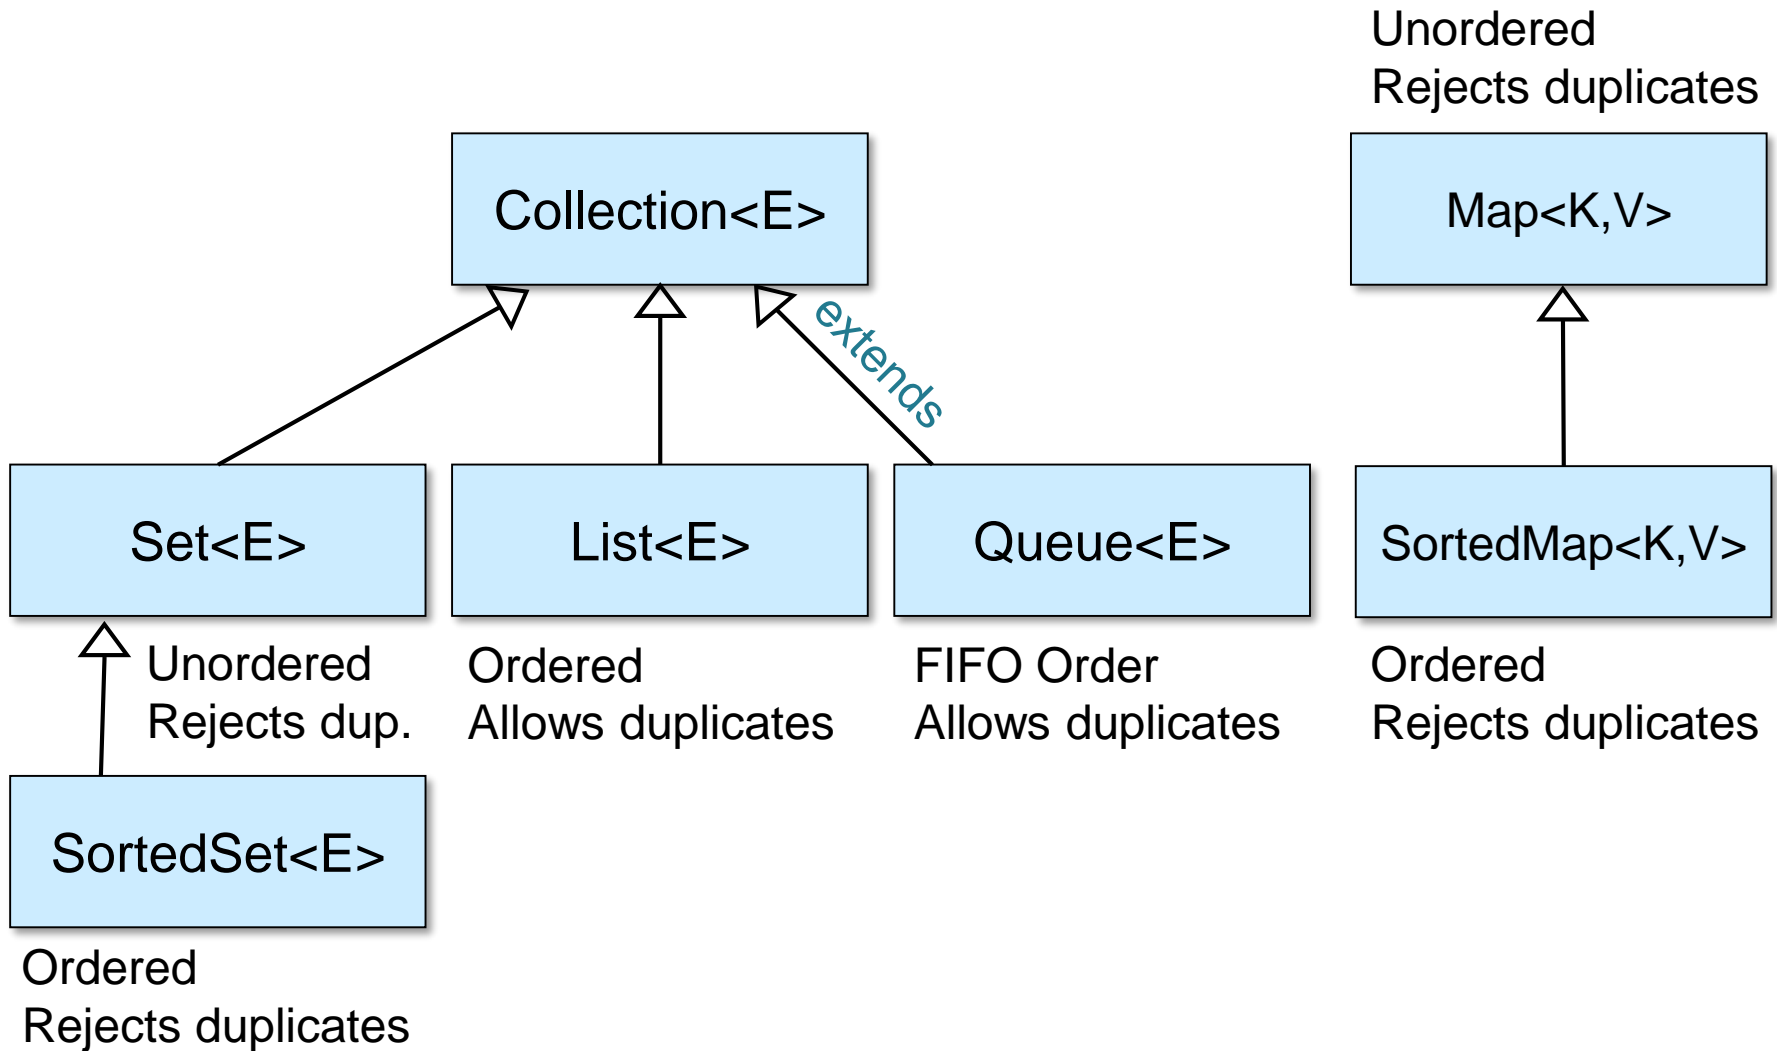 Unordered
Rejects duplicates
Collection<E>
Map<K,V>
extends
Set<E>
List<E>
Queue<E>
SortedMap<K,V>
Unordered
Rejects dup.
Ordered
Allows duplicates
FIFO Order
Allows duplicates
Ordered
Rejects duplicates
SortedSet<E>
Ordered
Rejects duplicates